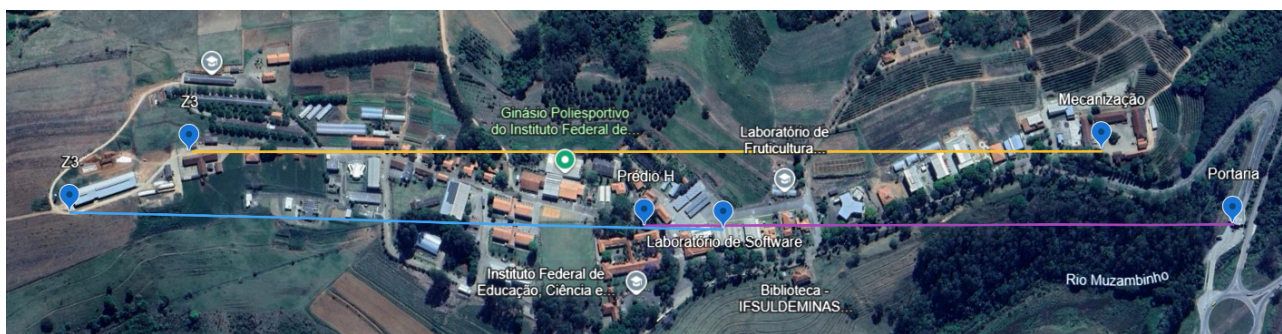 Z3
Z3
Ginásio Poliesportivo
do Instituto Federal de...
Mecanização
Laboratório de
Fruticultura...
Prédio H
Portaria
Laboratório de Software
Instituto Federal de
Educação, Ciência e...
Biblioteca -
IFSULDEMINAS...
Rio Muzambinho